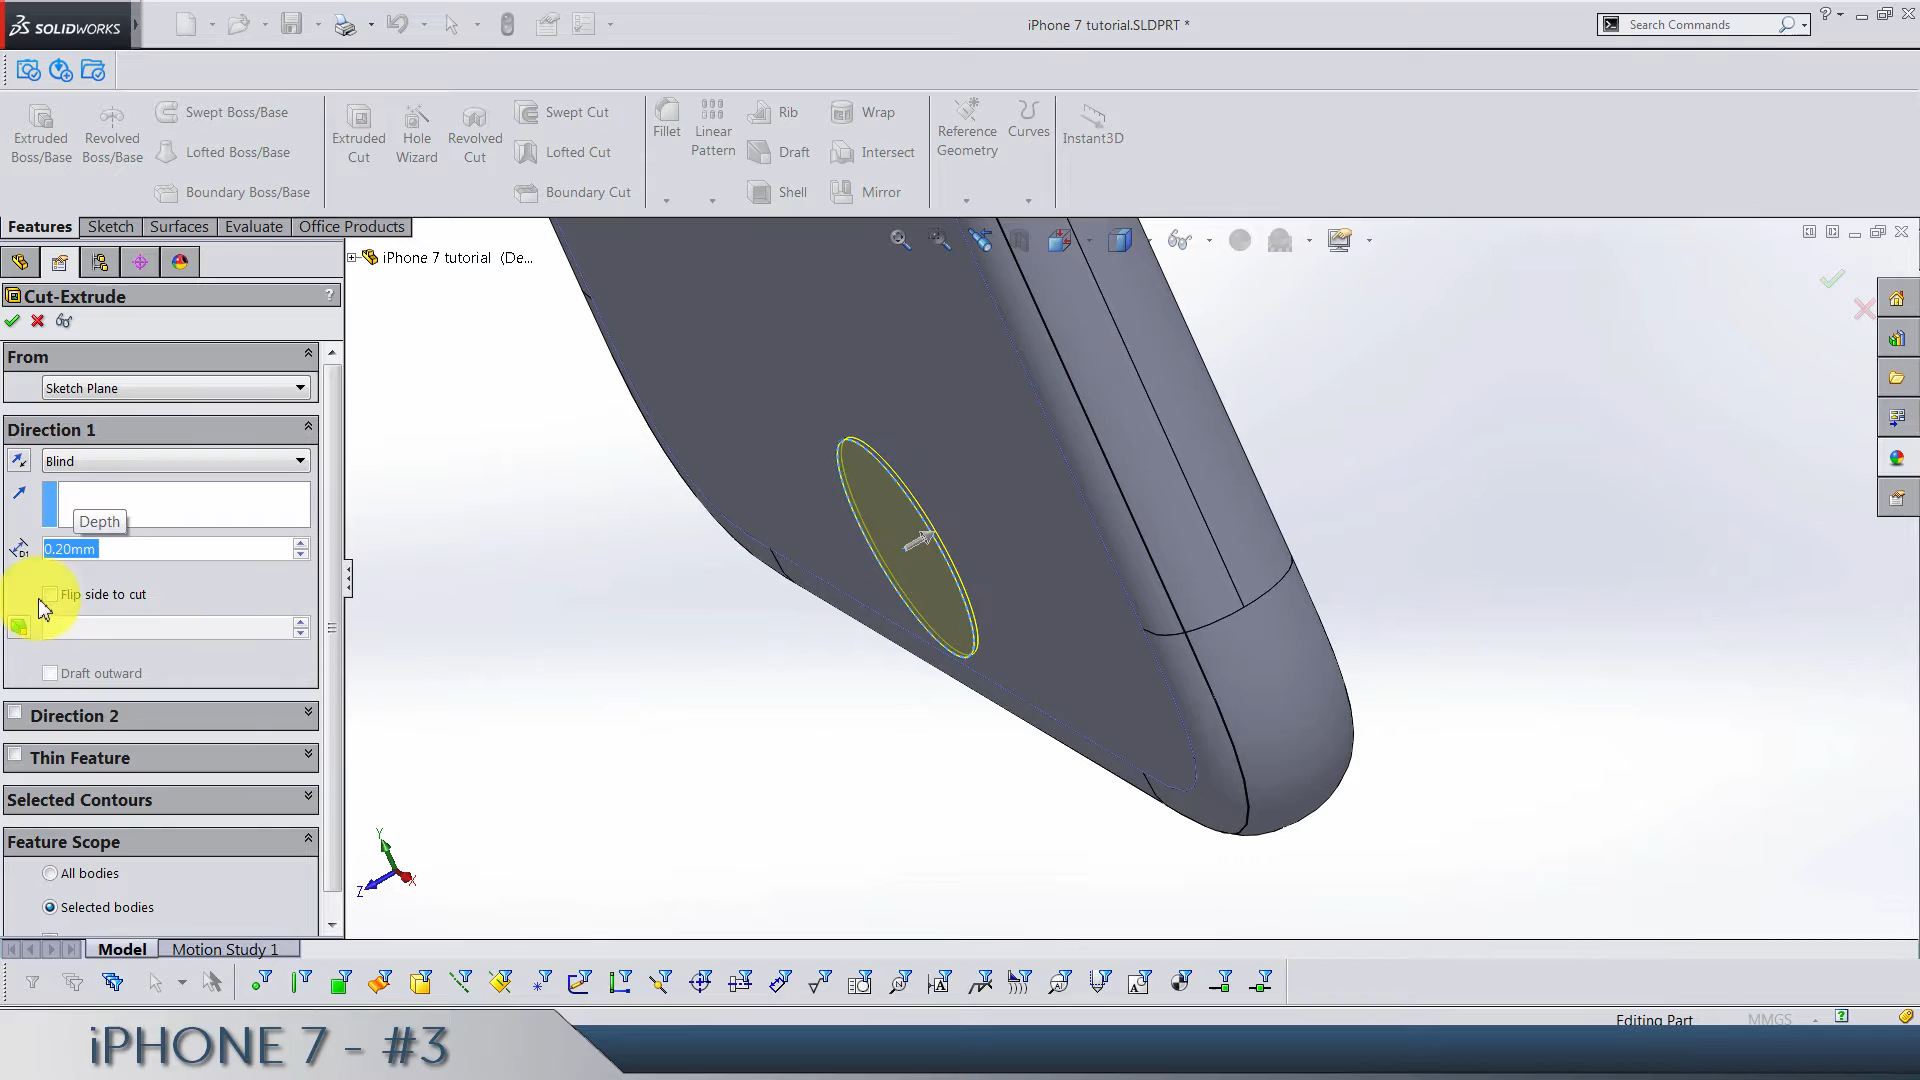 SOLIDWORKS
iPhone 7 tutorial.SLDPRT *
Search Commands
Extruded Boss/Base
Revolved Boss/Base
Swept Boss/Base
Lofted Boss/Base
Boundary Boss/Base
Extruded Cut
Hole Wizard
Revolved Cut
Swept Cut
Lofted Cut
Boundary Cut
Fillet
Linear Pattern
Rib
Draft
Shell
Wrap
Intersect
Mirror
Reference Geometry
Curves
Instant3D
Features
Sketch
Surfaces
Evaluate
Office Products
iPhone 7 tutorial (De...
Cut-Extrude
?
From
Sketch Plane
Direction 1
Blind
Depth
D1
0.20mm
Flip side to cut
Draft outward
Direction 2
Thin Feature
Selected Contours
Feature Scope
All bodies
Selected bodies
Y
Z
X
Model
Motion Study 1
Editing Part
MMGS
iPHONE 7 - #3